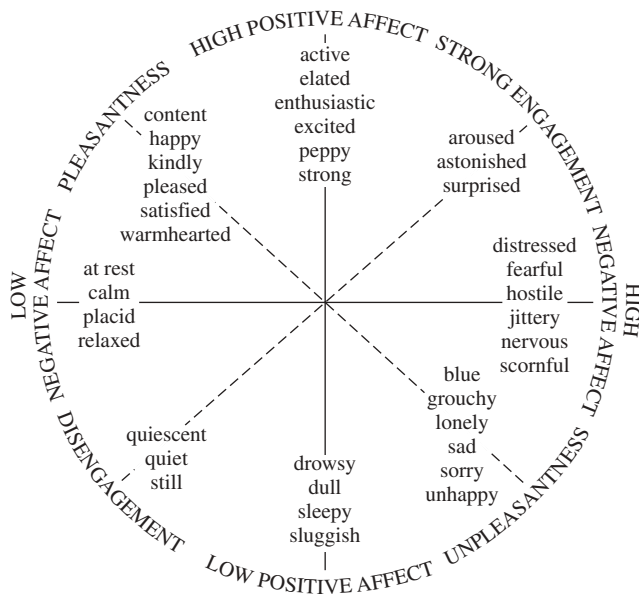 HIGH POSITIVE AFFECT
active
elated
enthusiastic
excited
peppy
strong
STRONG ENGAGEMENT
aroused
astonished
surprised
HIGH
NEGATIVE AFFECT
distressed
fearful
hostile
jittery
nervous
scornful
UNPLEASANTNESS
blue
grouchy
lonely
sad
sorry
unhappy
LOW POSITIVE AFFECT
drowsy
dull
sleepy
sluggish
DISENGAGEMENT
quiescent
quiet
still
LOW
NEGATIVE AFFECT
at rest
calm
placid
relaxed
PLEASANTNESS
content
happy
kindly
pleased
satisfied
warmhearted